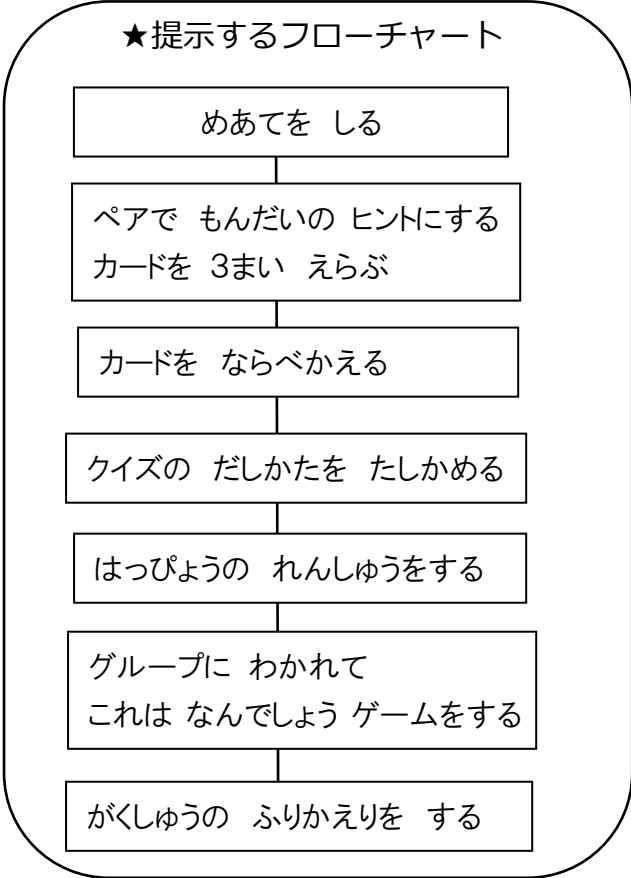 ★提示するフローチャート
めあてを しる
ペアで もんだいの ヒントにする
カードを 3まい えらぶ
カードを ならべかえる
クイズの だしかたを たしかめる
はっぴょうの れんしゅうをする
グループに わかれて
これは なんでしょう ゲームをする
がくしゅうの ふりかえりを する